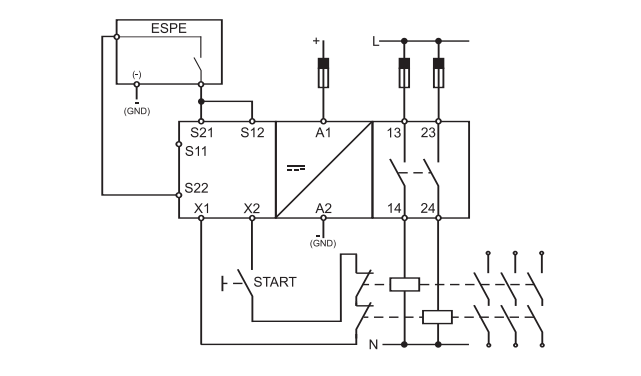 ESPE
+
L
(-)
-
(GND)
S21 S12 A1 13 23
S11
S22
X1 X2 A2 14 24
-
(GND)
START
N